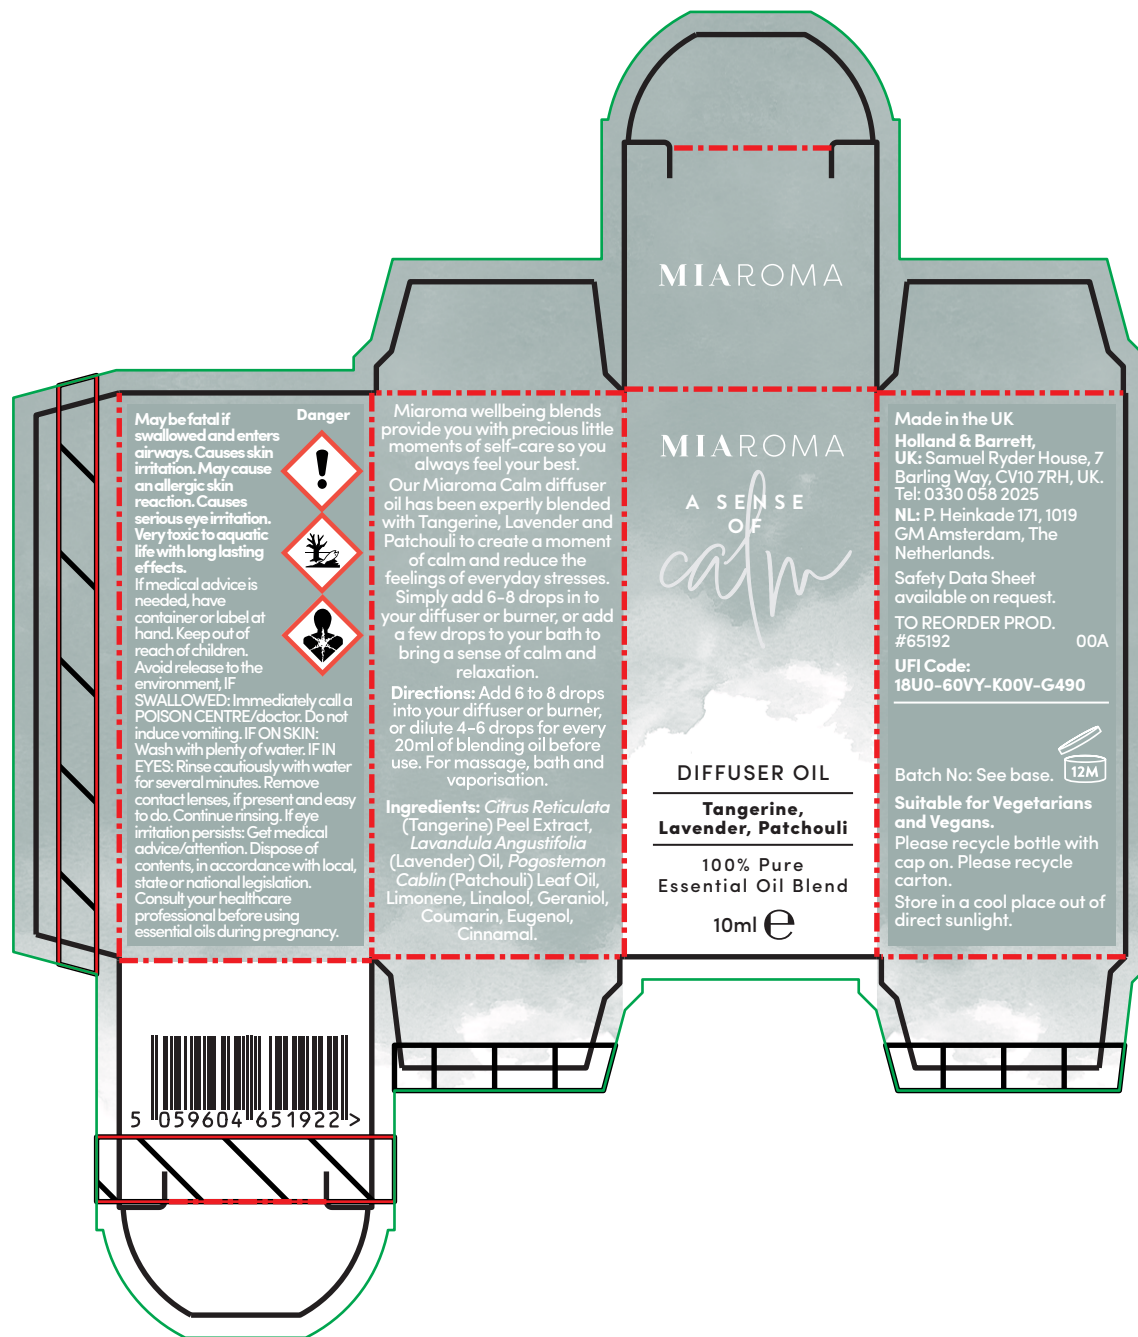 MIAROMA
May be fatal if
swallowed and enters
airways. Causes skin
irritation. May cause
an allergic skin
reaction. Causes
serious eye irritation.
Very toxic to aquatic
life with long lasting
effects.
If medical advice is
needed, have
container or label at
hand. Keep out of
reach of children.
Avoid release to the
environment, IF
SWALLOWED: Immediately call a
POISON CENTRE/doctor. Do not
induce vomiting. IF ON SKIN:
Wash with plenty of water. IF IN
EYES: Rinse cautiously with water
for several minutes. Remove
contact lenses, if present and easy
to do. Continue rinsing. If eye
irritation persists: Get medical
advice/attention. Dispose of
contents, in accordance with local,
state or national legislation.
Consult your healthcare
professional before using
essential oils during pregnancy.
Danger
Miaroma wellbeing blends
provide you with precious little
moments of self-care so you
always feel your best.
Our Miaroma Calm diffuser
oil has been expertly blended
with Tangerine, Lavender and
Patchouli to create a moment
of calm and reduce the
feelings of everyday stresses.
Simply add 6-8 drops in to
your diffuser or burner, or add
a few drops to your bath to
bring a sense of calm and
relaxation.
Directions: Add 6 to 8 drops
into your diffuser or burner,
or dilute 4-6 drops for every
20ml of blending oil before
use. For massage, bath and
vaporisation.
Ingredients: Citrus Reticulata
(Tangerine) Peel Extract,
Lavandula Angustifolia
(Lavender) Oil, Pogostemon
Cablin (Patchouli) Leaf Oil,
Limonene, Linalool, Geraniol,
Coumarin, Eugenol,
Cinnamal.
MIAROMA
A SENSE
OF
calm
DIFFUSER OIL
Tangerine,
Lavender, Patchouli
100% Pure
Essential Oil Blend
10ml e
Made in the UK
Holland & Barrett,
UK: Samuel Ryder House, 7
Barling Way, CV10 7RH, UK.
Tel: 0330 058 2025
NL: P. Heinkade 171, 1019
GM Amsterdam, The
Netherlands.
Safety Data Sheet
available on request.
TO REORDER PROD.
#65192 00A
UFI Code:
18U0-60VY-K00V-G490
Batch No: See base.
12M
Suitable for Vegetarians
and Vegans.
Please recycle bottle with
cap on. Please recycle
carton.
Store in a cool place out of
direct sunlight.
5 059604 651922 >